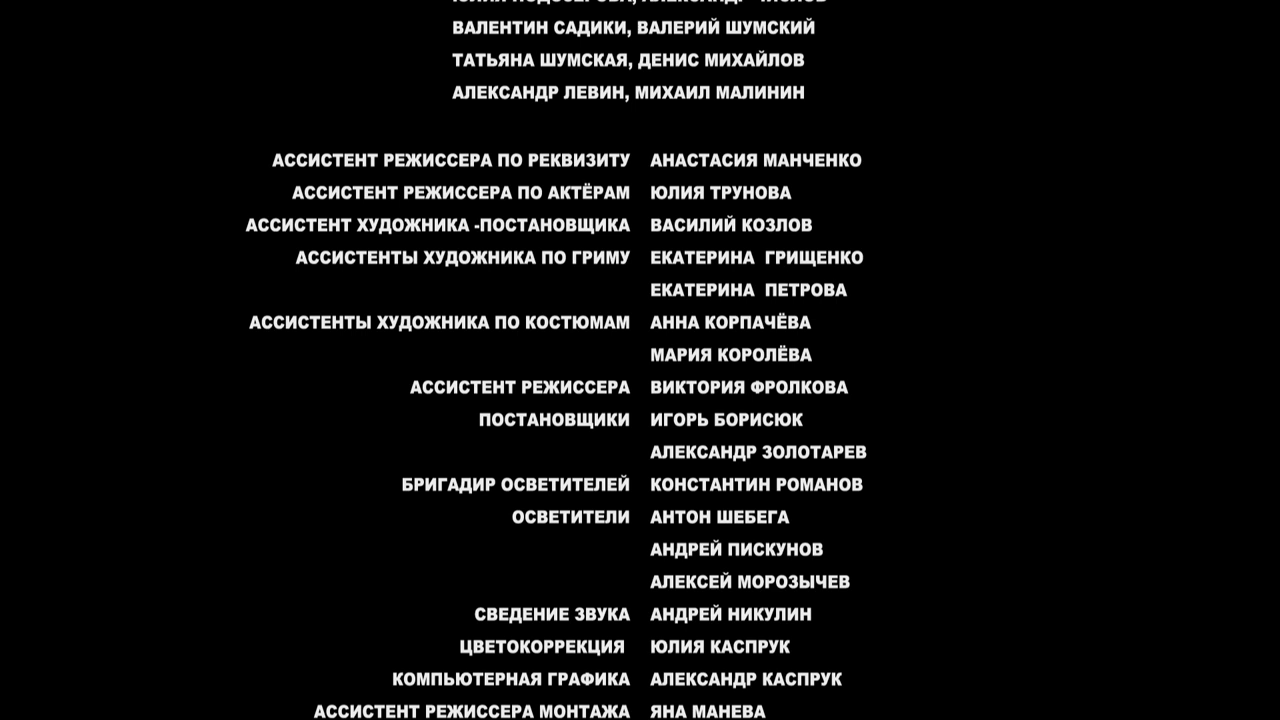 ВАЛЕНТИН САДИКИ, ВАЛЕРИЙ ШУМСКИЙ
ТАТЬЯНА ШУМСКАЯ, ДЕНИС МИХАЙЛОВ
АЛЕКСАНДР ЛЕВИН, МИХАИЛ МАЛИНИН
АССИСТЕНТ РЕЖИССЕРА ПО РЕКВИЗИТУ АНАСТАСИЯ МАНЧЕНКО
АССИСТЕНТ РЕЖИССЕРА ПО АКТЁРАМ ЮЛИЯ ТРУНОВА
АССИСТЕНТ ХУДОЖНИКА -ПОСТАНОВЩИКА ВАСИЛИЙ КОЗЛОВ
АССИСТЕНТЫ ХУДОЖНИКА ПО ГРИМУ ЕКАТЕРИНА ГРИЩЕНКО
ЕКАТЕРИНА ПЕТРОВА
АССИСТЕНТЫ ХУДОЖНИКА ПО КОСТЮМАМ АННА КОРПАЧЁВА
МАРИЯ КОРОЛЁВА
АССИСТЕНТ РЕЖИССЕРА ВИКТОРИЯ ФРОЛКОВА
ПОСТАНОВЩИКИ ИГОРЬ БОРИСЮК
АЛЕКСАНДР ЗОЛОТАРЕВ
БРИГАДИР ОСВЕТИТЕЛЕЙ КОНСТАНТИН РОМАНОВ
ОСВЕТИТЕЛИ АНТОН ШЕБЕГА
АНДРЕЙ ПИСКУНОВ
АЛЕКСЕЙ МОРОЗЫЧЕВ
СВЕДЕНИЕ ЗВУКА АНДРЕЙ НИКУЛИН
ЦВЕТОКОРРЕКЦИЯ ЮЛИЯ КАСПРУК
КОМПЬЮТЕРНАЯ ГРАФИКА АЛЕКСАНДР КАСПРУК
АССИСТЕНТ РЕЖИССЕРА МОНТАЖА ЯНА МАНЕВА